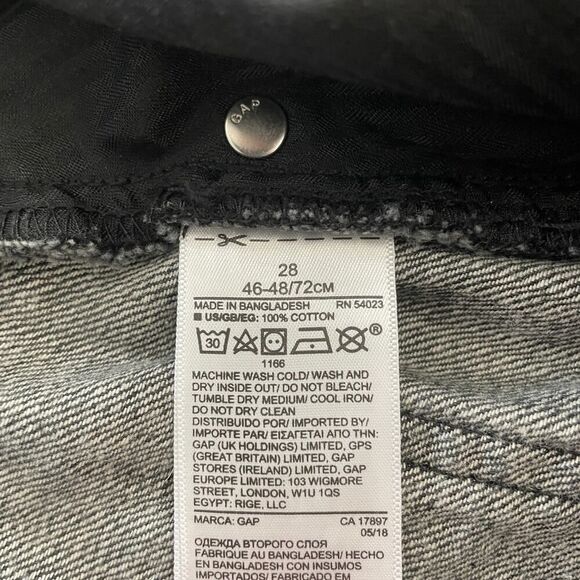 GAP
28
46-48/72CM
MADE IN BANGLADESH RN 54023
■ US/GB/EG: 100% COTTON
30 ®
1166
MACHINE WASH COLD/ WASH AND
DRY INSIDE OUT/ DO NOT BLEACH/
TUMBLE DRY MEDIUM/ COOL IRON/
DO NOT DRY CLEAN
DISTRIBUIDO POR/ IMPORTED BY/
IMPORTE PAR/ ΕΙΣΑΓΕΤΑΙ ΑΠΟ ΤΗΝ:
GAP (UK HOLDINGS) LIMITED, GPS
(GREAT BRITAIN) LIMITED, GAP
STORES (IRELAND) LIMITED, GAP
EUROPE LIMITED: 103 WIGMORE
STREET, LONDON, W1U 1QS
EGYPT: RIGE, LLC
MARCA: GAP CA 17897
05/18
ОДЕЖДА ВТОРОГО СЛОЯ
FABRIQUE AU BANGLADESH/ HECHO
EN BANGLADESH CON INSUMOS
IMPORTADOS/ FABRICADO EM